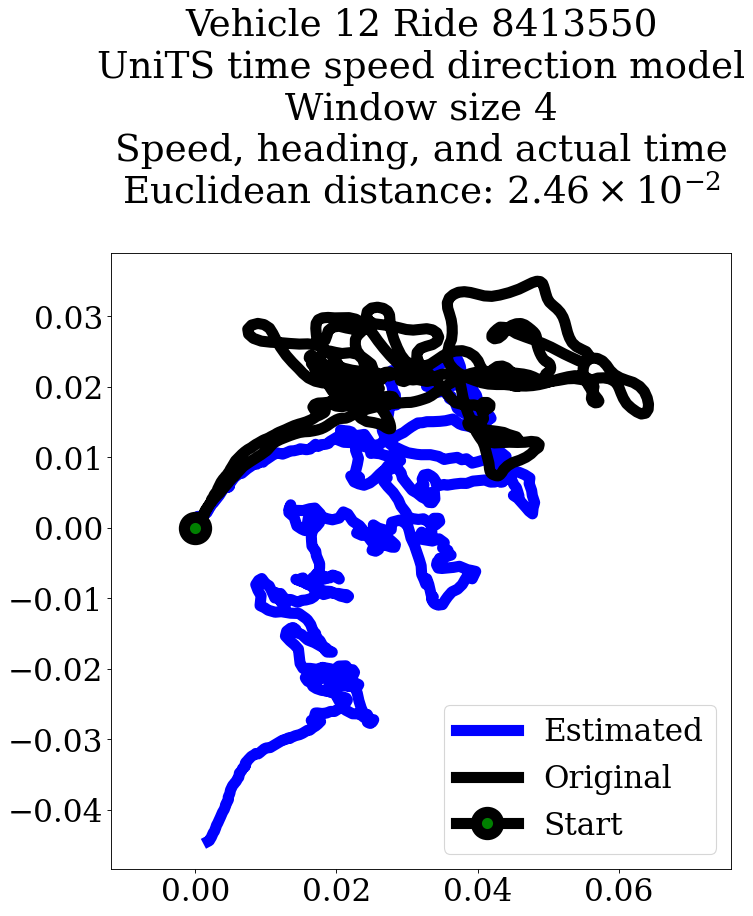 Vehicle 12 Ride 8413550
UniTS time speed direction model
Window size 4
Speed, heading, and actual time
Euclidean distance: 2.46 × 10⁻²
0.03
0.02
0.01
0.00
−0.01
−0.02
−0.03
−0.04
Estimated
Original
Start
0.00 0.02 0.04 0.06